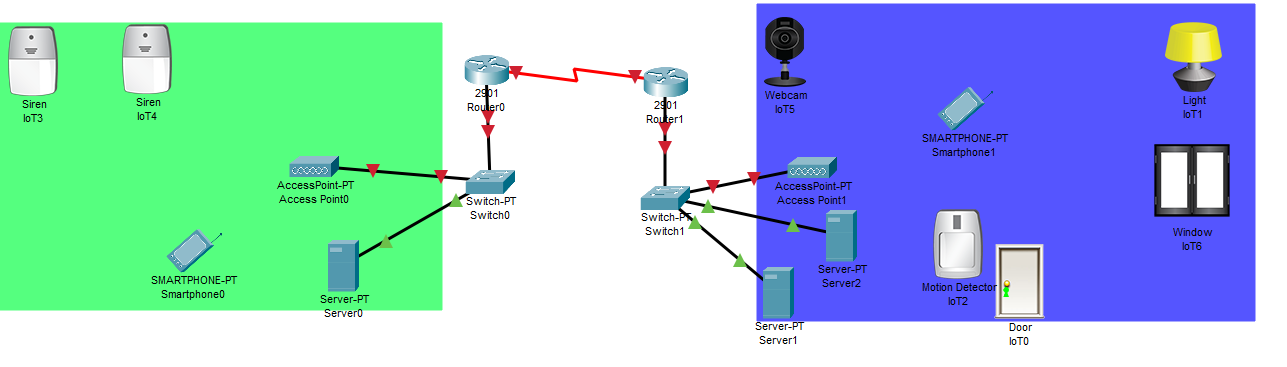 Siren
IoT3
Siren
IoT4
2901
Router0
2901
Router1
Webcam
IoT5
Light
IoT1
SMARTPHONE-PT
Smartphone1
AccessPoint-PT
Access Point0
Switch-PT
Switch0
AccessPoint-PT
Access Point1
Switch-PT
Switch1
Window
IoT6
SMARTPHONE-PT
Smartphone0
Server-PT
Server0
Server-PT
Server2
Motion Detector
IoT2
Server-PT
Server1
Door
IoT0